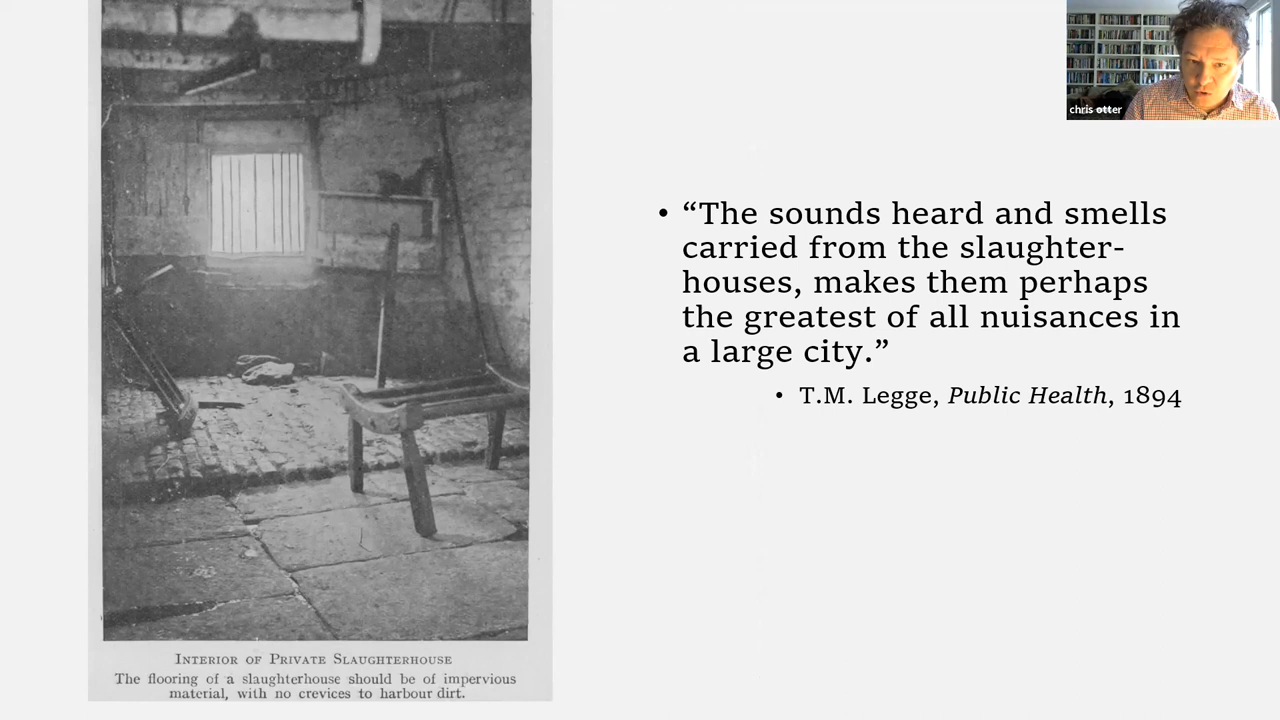 chris otter
• “The sounds heard and smells
carried from the slaughter-
houses, makes them perhaps
the greatest of all nuisances in
a large city.”
• T.M. Legge, Public Health, 1894
Interior of Private Slaughterhouse
The flooring of a slaughterhouse should be of impervious
material, with no crevices to harbour dirt.